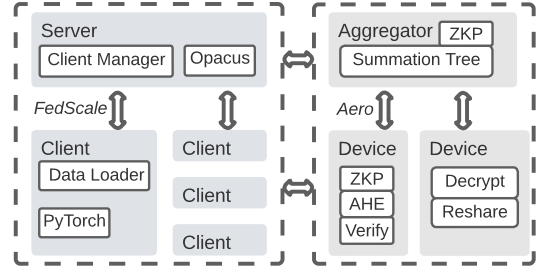 Server
Client Manager
Opacus
FedScale
Client
Data Loader
PyTorch
Client
Client
Client
Aggregator
ZKP
Summation Tree
Aero
Device
ZKP
AHE
Verify
Device
Decrypt
Reshare